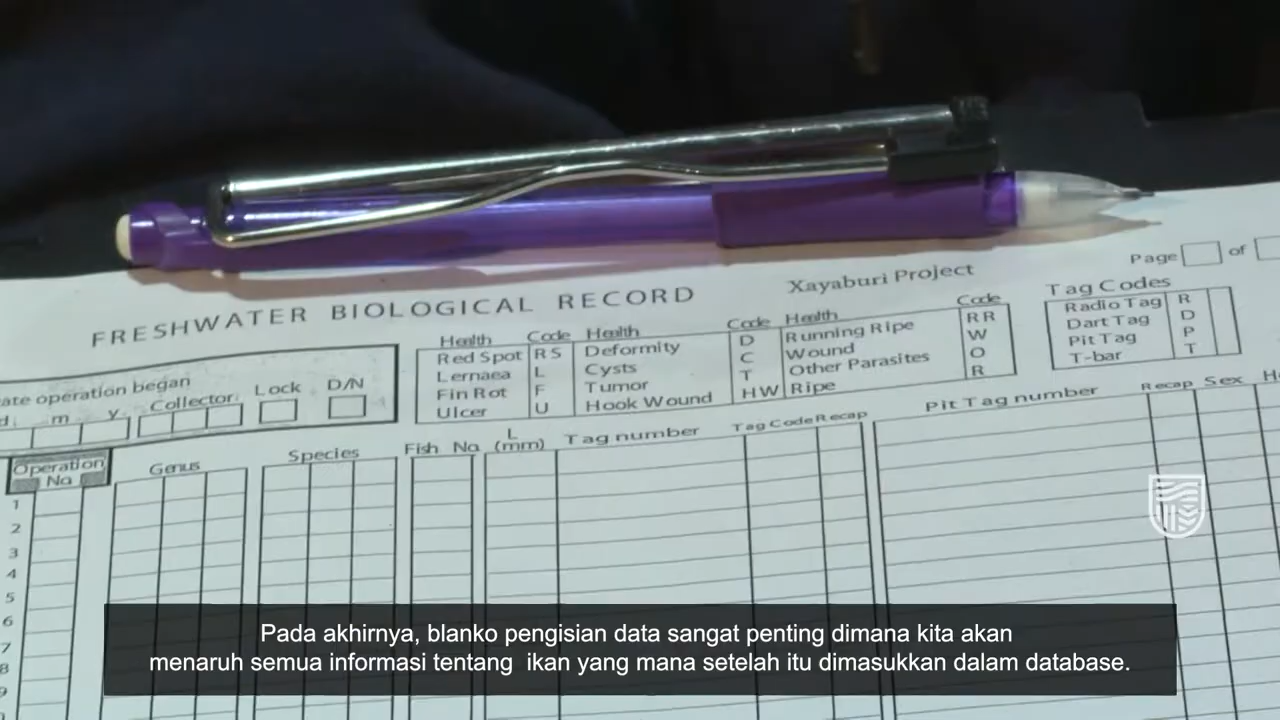 FRESHWATER BIOLOGICAL RECORD
Xayaburi Project
Page of
Health Code Health Code Health Code
Red Spot RS Deformity D Running Ripe RR
Lernaea L Cysts C Wound W
Fin Rot F Tumor T Other Parasites O
Ulcer U Hook Wound HW Ripe R
Tag Codes
Radio Tag R
Dart Tag D
Pit Tag P
T-bar T
ate operation began
d. m y. Collector Lock D/N
Operation No Genus Species Fish No L (mm) Tag number Tag Code Recap Pit Tag number Recap Sex He
1
2
3
4
5
6
7
8
9
Pada akhirnya, blanko pengisian data sangat penting dimana kita akan
menaruh semua informasi tentang ikan yang mana setelah itu dimasukkan dalam database.